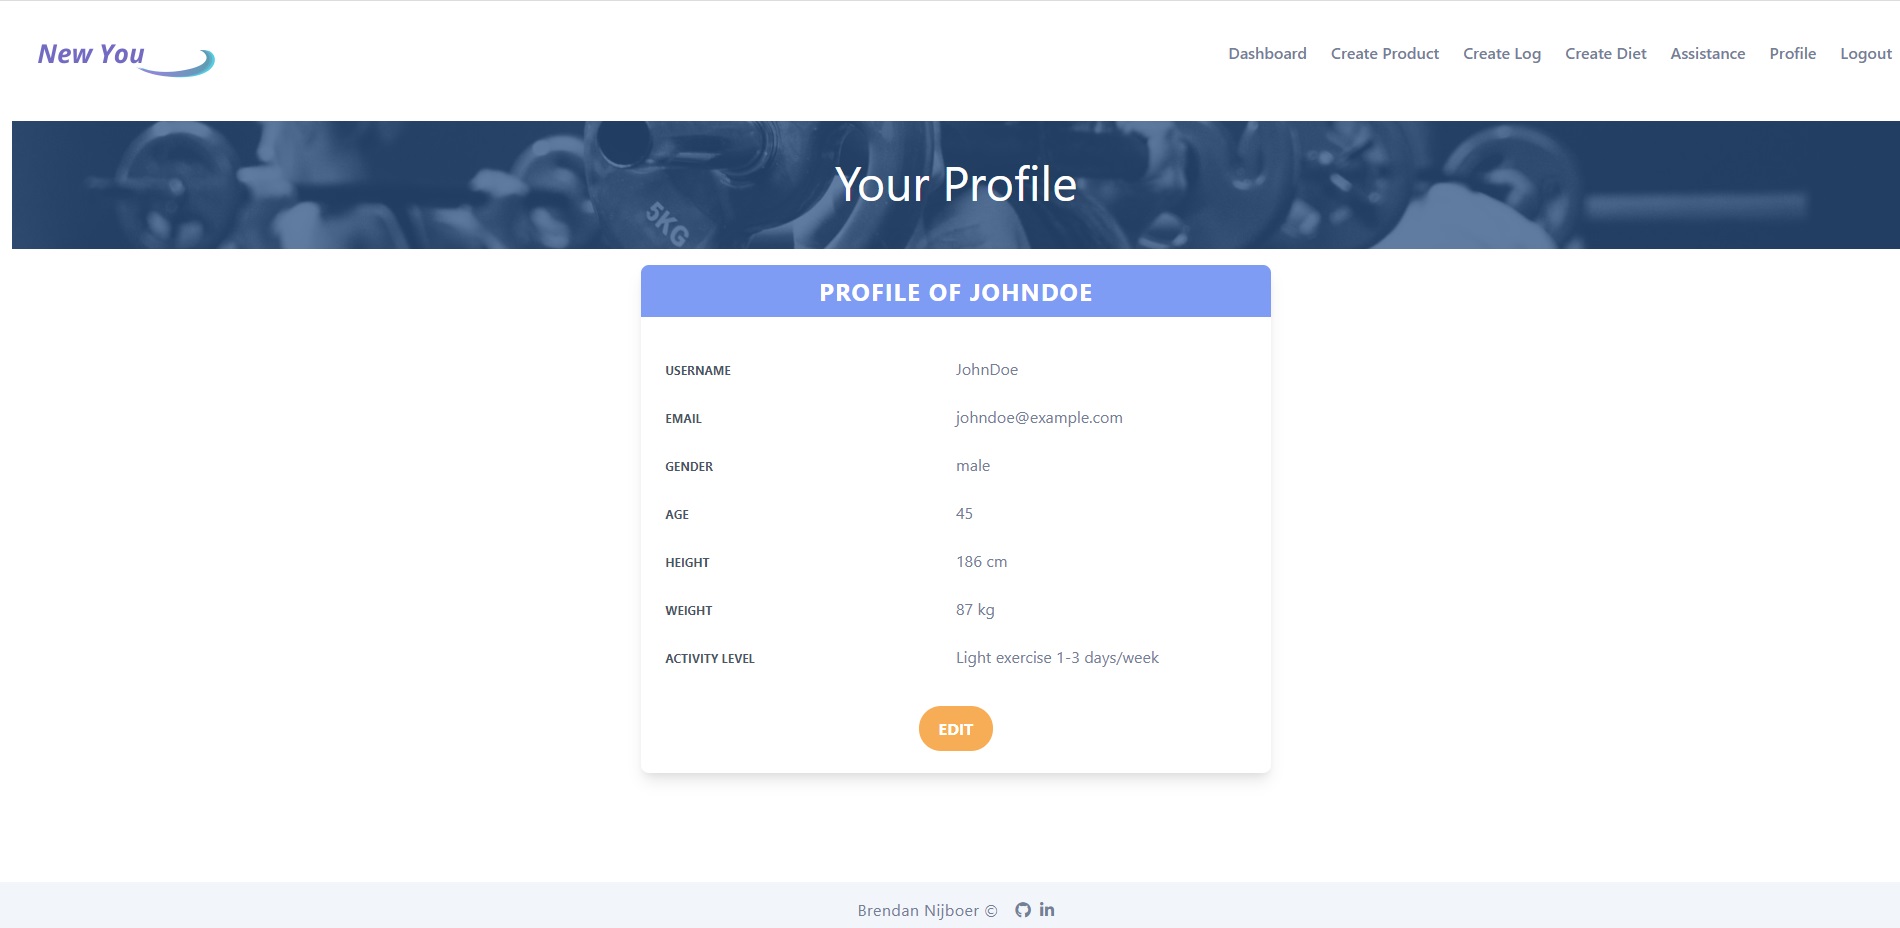 New You
Dashboard Create Product Create Log Create Diet Assistance Profile Logout
5KG
Your Profile
PROFILE OF JOHNDOE
USERNAME JohnDoe
EMAIL johndoe@example.com
GENDER male
AGE 45
HEIGHT 186 cm
WEIGHT 87 kg
ACTIVITY LEVEL Light exercise 1-3 days/week
EDIT
Brendan Nijboer ©